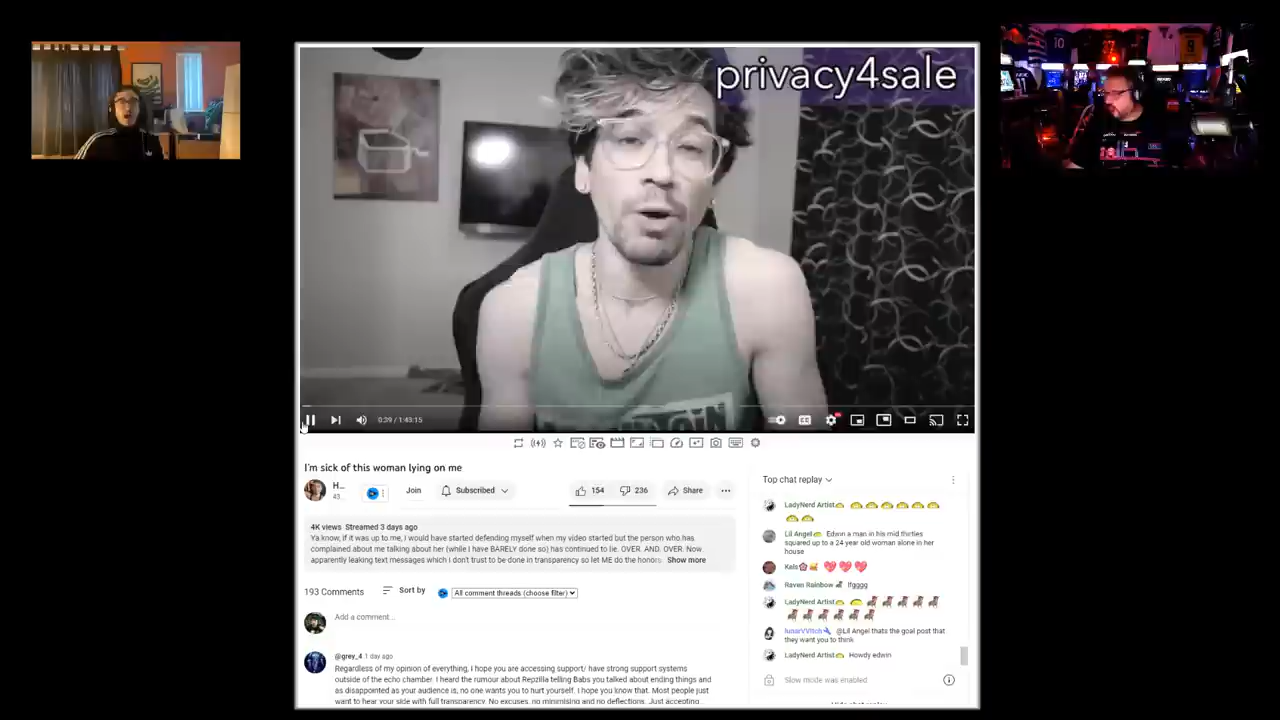 privacy4sale
0:39 / 1:43:15
I'm sick of this woman lying on me
H...
43
Join
Subscribed
154
236
Share
4K views Streamed 3 days ago
Ya know, if it was up to me, I would have started defending myself when my video started but the person who has
complained about me talking about her (while I have BARELY done so) has continued to lie. OVER. AND. OVER. Now
apparently leaking text messages which I don't trust to be done in transparency so let ME do the honors
Show more
193 Comments
Sort by
All comment threads (choose filter)
Add a comment...
@grey_4 1 day ago
Regardless of my opinion of everything, I hope you are accessing support/ have strong support systems
outside of the echo chamber. I heard the rumour about Repzilla telling Babs you talked about ending things and
as disappointed as your audience is, no one wants you to hurt yourself. I hope you know that. Most people just
want to hear your side with full transparency. No excuses, no minimising and no deflections. Just accepting
Top chat replay
LadyNerd Artist
Lil Angel Edwin a man in his mid thirties
squared up to a 24 year old woman alone in her
house
Kels
Raven Rainbow lfgggg
LadyNerd Artist
lunarVVitch @Lil Angel thats the goal post that
they want you to think
LadyNerd Artist Howdy edwin
Slow mode was enabled
Hide chat replay